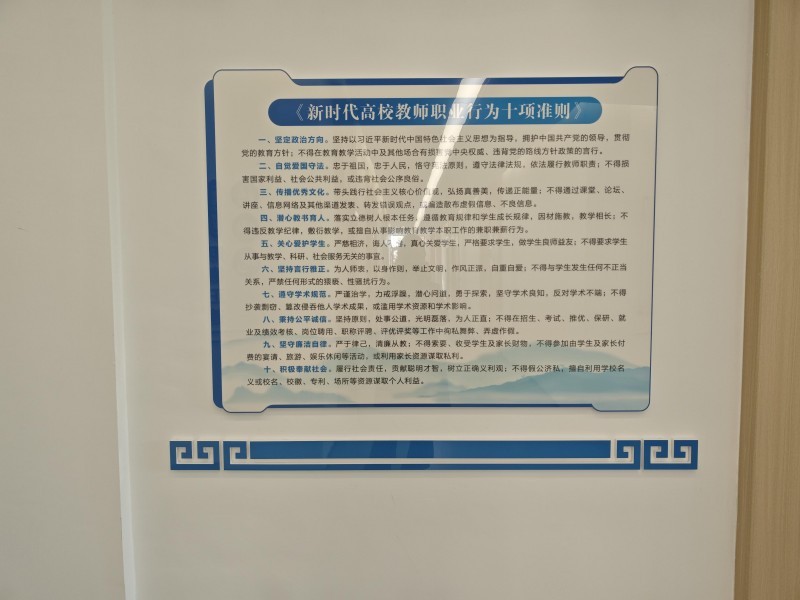 《新时代高校教师职业行为十项准则》
一、坚定政治方向。坚持以习近平新时代中国特色社会主义思想为指导，拥护中国共产党的领导，贯彻
党的教育方针；不得在教育教学活动中及其他场合有损害党中央权威、违背党的路线方针政策的言行。
二、自觉爱国守法。忠于祖国，忠于人民，恪守宪法原则，遵守法律法规，依法履行教师职责；不得损
害国家利益、社会公共利益，或违背社会公序良俗。
三、传播优秀文化。带头践行社会主义核心价值观，弘扬真善美，传递正能量；不得通过课堂、论坛、
讲座、信息网络及其他渠道发表、转发错误观点，或编造散布虚假信息、不良信息。
四、潜心教书育人。落实立德树人根本任务，遵循教育规律和学生成长规律，因材施教，教学相长；不
得违反教学纪律，敷衍教学，或擅自从事影响教育教学本职工作的兼职兼薪行为。
五、关心爱护学生。严慈相济，诲人不倦，真心关爱学生，严格要求学生，做学生良师益友；不得要求学生
从事与教学、科研、社会服务无关的事宜。
六、坚持言行雅正。为人师表，以身作则，举止文明，作风正派，自重自爱；不得与学生发生任何不正当
关系，严禁任何形式的猥亵、性骚扰行为。
七、遵守学术规范。严谨治学，力戒浮躁，潜心问道，勇于探索，坚守学术良知，反对学术不端；不得
抄袭剽窃、篡改侵吞他人学术成果，或滥用学术资源和学术影响。
八、秉持公平诚信。坚持原则，处事公道，光明磊落，为人正直；不得在招生、考试、推优、保研、就
业及绩效考核、岗位聘用、职称评聘、评优评奖等工作中徇私舞弊、弄虚作假。
九、坚守廉洁自律。严于律己，清廉从教；不得索要、收受学生及家长财物，不得参加由学生及家长付
费的宴请、旅游、娱乐休闲等活动，或利用家长资源谋取私利。
十、积极奉献社会。履行社会责任，贡献聪明才智，树立正确义利观；不得假公济私，擅自利用学校名
义或校名、校徽、专利、场所等资源谋取个人利益。